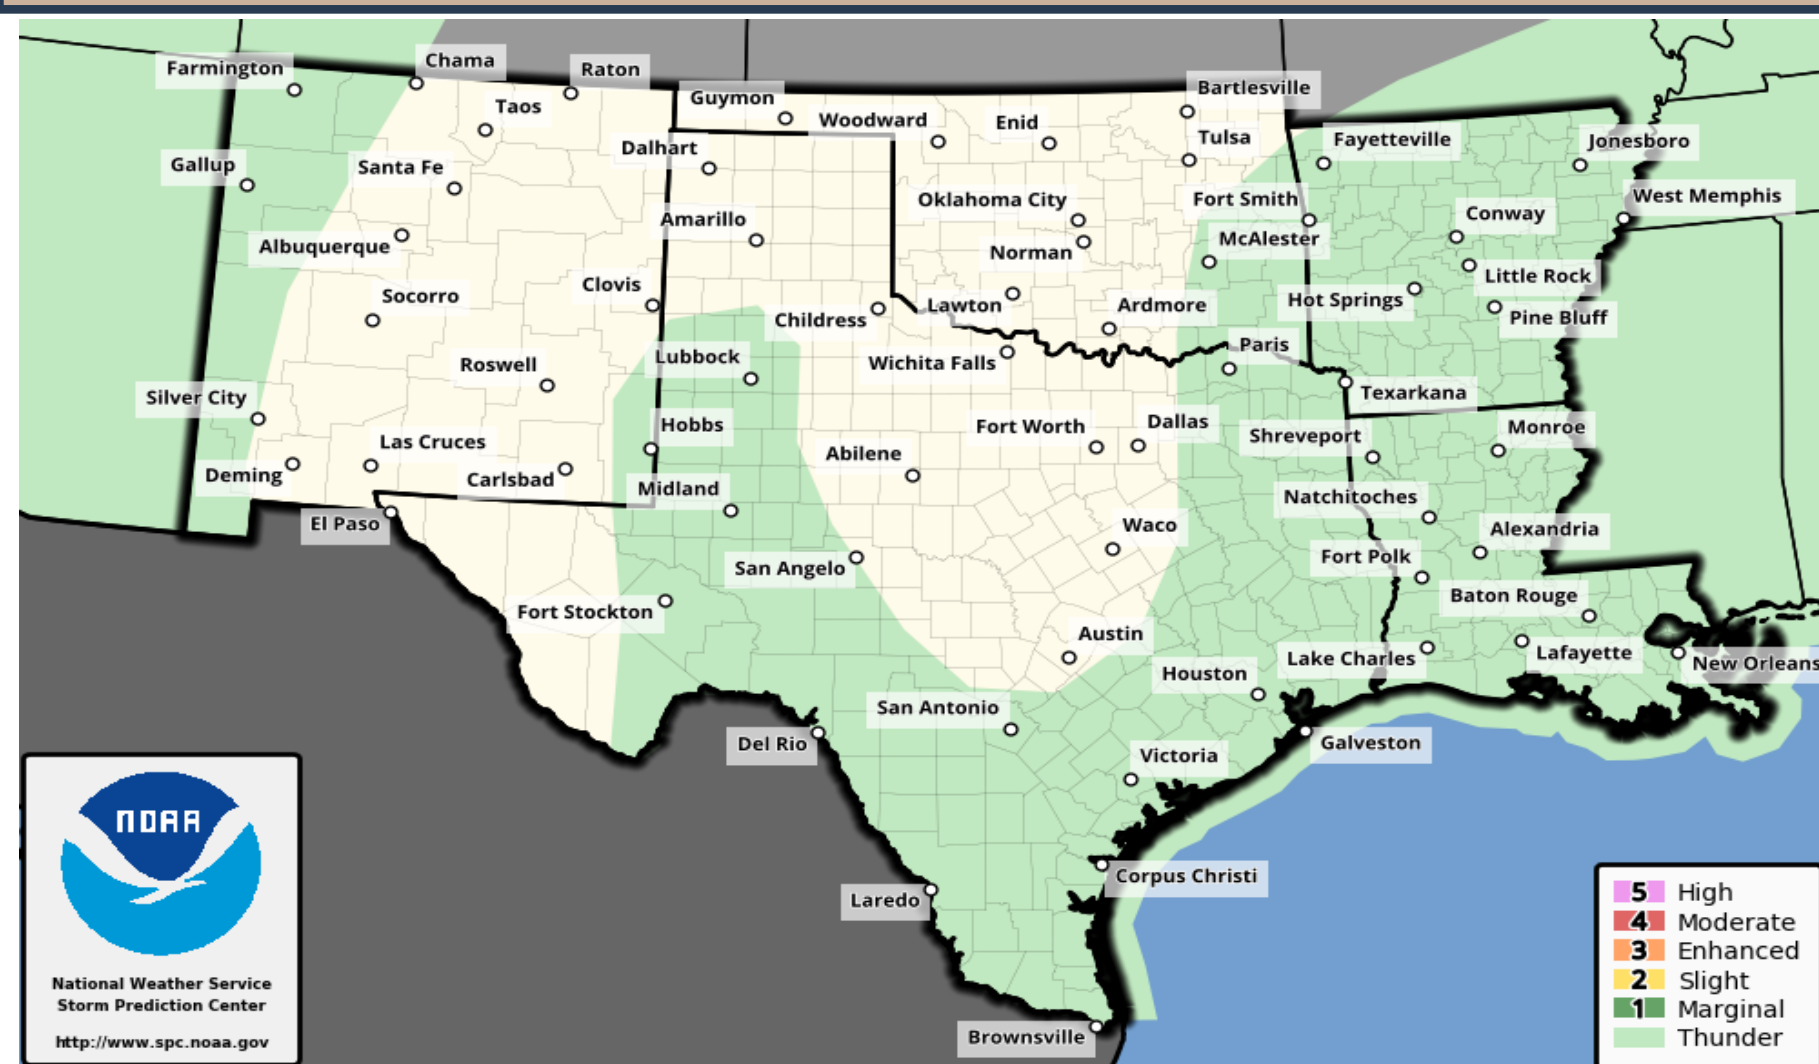 Farmington
Chama
Raton
Taos
Guymon
Woodward
Enid
Bartlesville
Tulsa
Fayetteville
Jonesboro
Gallup
Santa Fe
Dalhart
Oklahoma City
Fort Smith
West Memphis
Albuquerque
Amarillo
Norman
McAlester
Conway
Socorro
Clovis
Childress
Lawton
Ardmore
Hot Springs
Little Rock
Pine Bluff
Roswell
Lubbock
Wichita Falls
Paris
Texarkana
Silver City
Las Cruces
Hobbs
Abilene
Fort Worth
Dallas
Shreveport
Monroe
Deming
Carlsbad
Midland
Natchitoches
El Paso
San Angelo
Waco
Fort Polk
Alexandria
Fort Stockton
Austin
Baton Rouge
Houston
Lake Charles
Lafayette
New Orleans
Del Rio
San Antonio
Victoria
Galveston
Laredo
Corpus Christi
Brownsville
NOAA
National Weather Service
Storm Prediction Center
http://www.spc.noaa.gov
5 High
4 Moderate
3 Enhanced
2 Slight
1 Marginal
Thunder